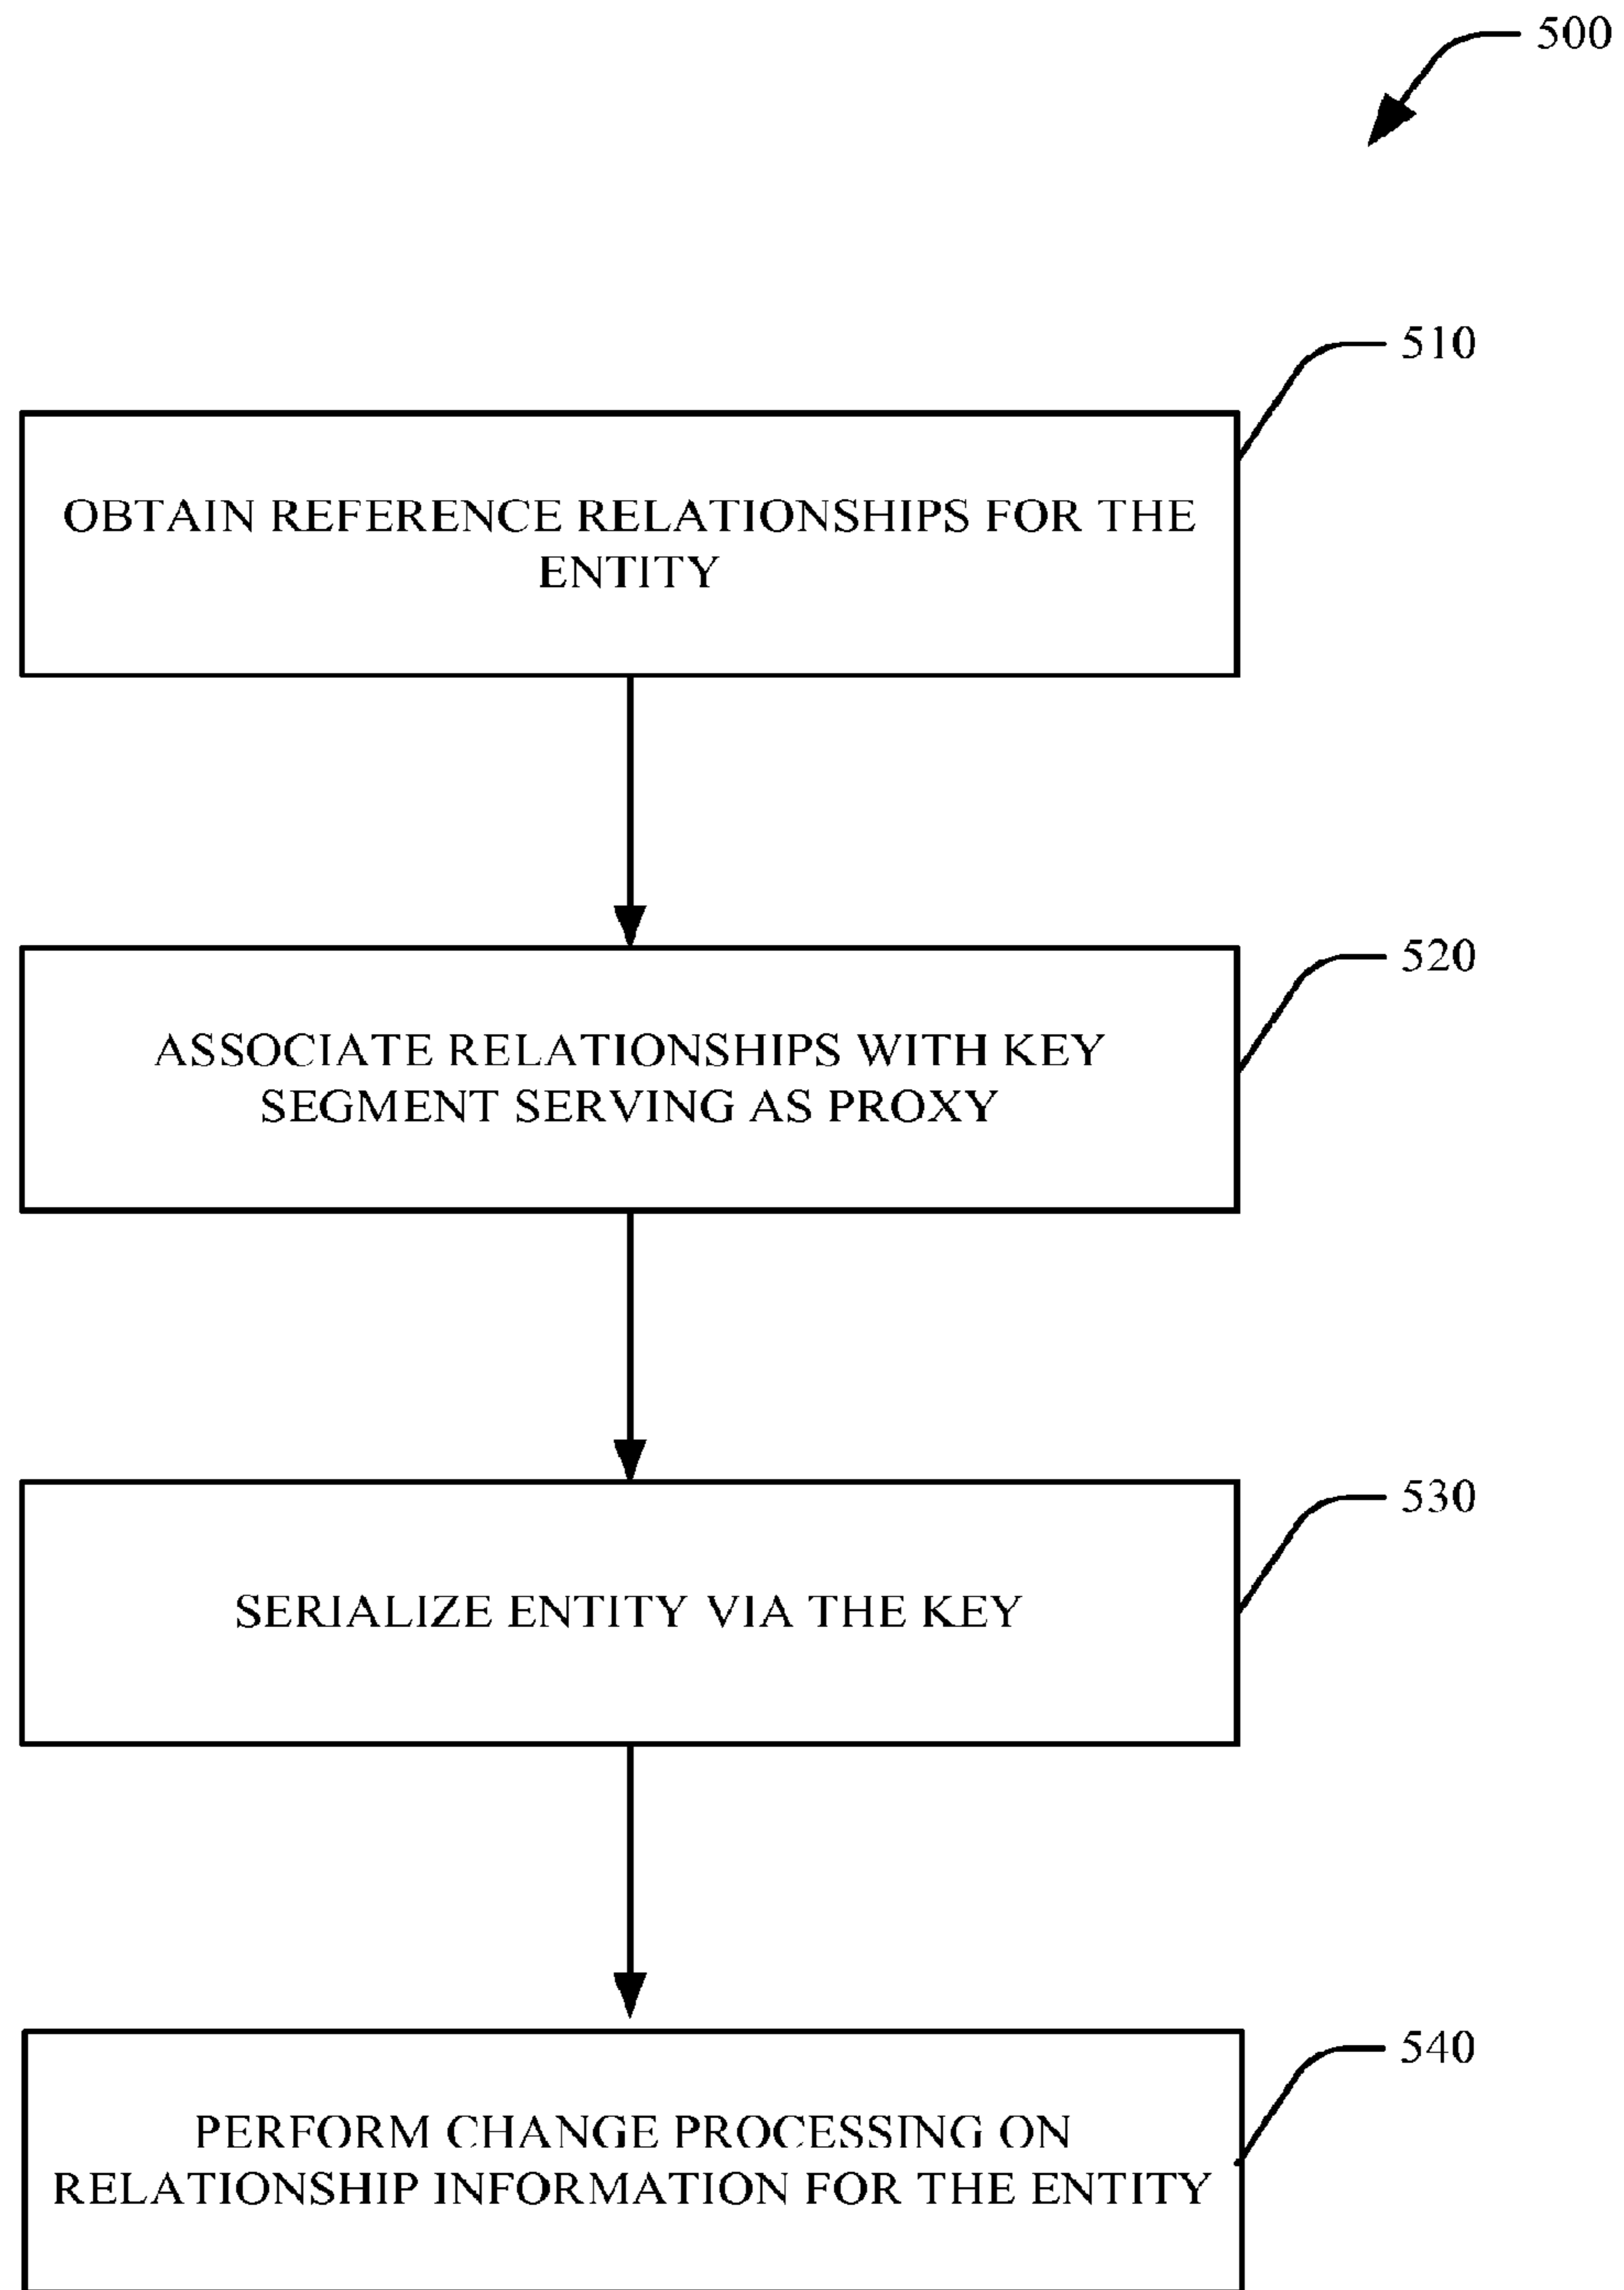 500
510
OBTAIN REFERENCE RELATIONSHIPS FOR THE
ENTITY
520
ASSOCIATE RELATIONSHIPS WITH KEY
SEGMENT SERVING AS PROXY
530
SERIALIZE ENTITY VIA THE KEY
540
PERFORM CHANGE PROCESSING ON
RELATIONSHIP INFORMATION FOR THE ENTITY